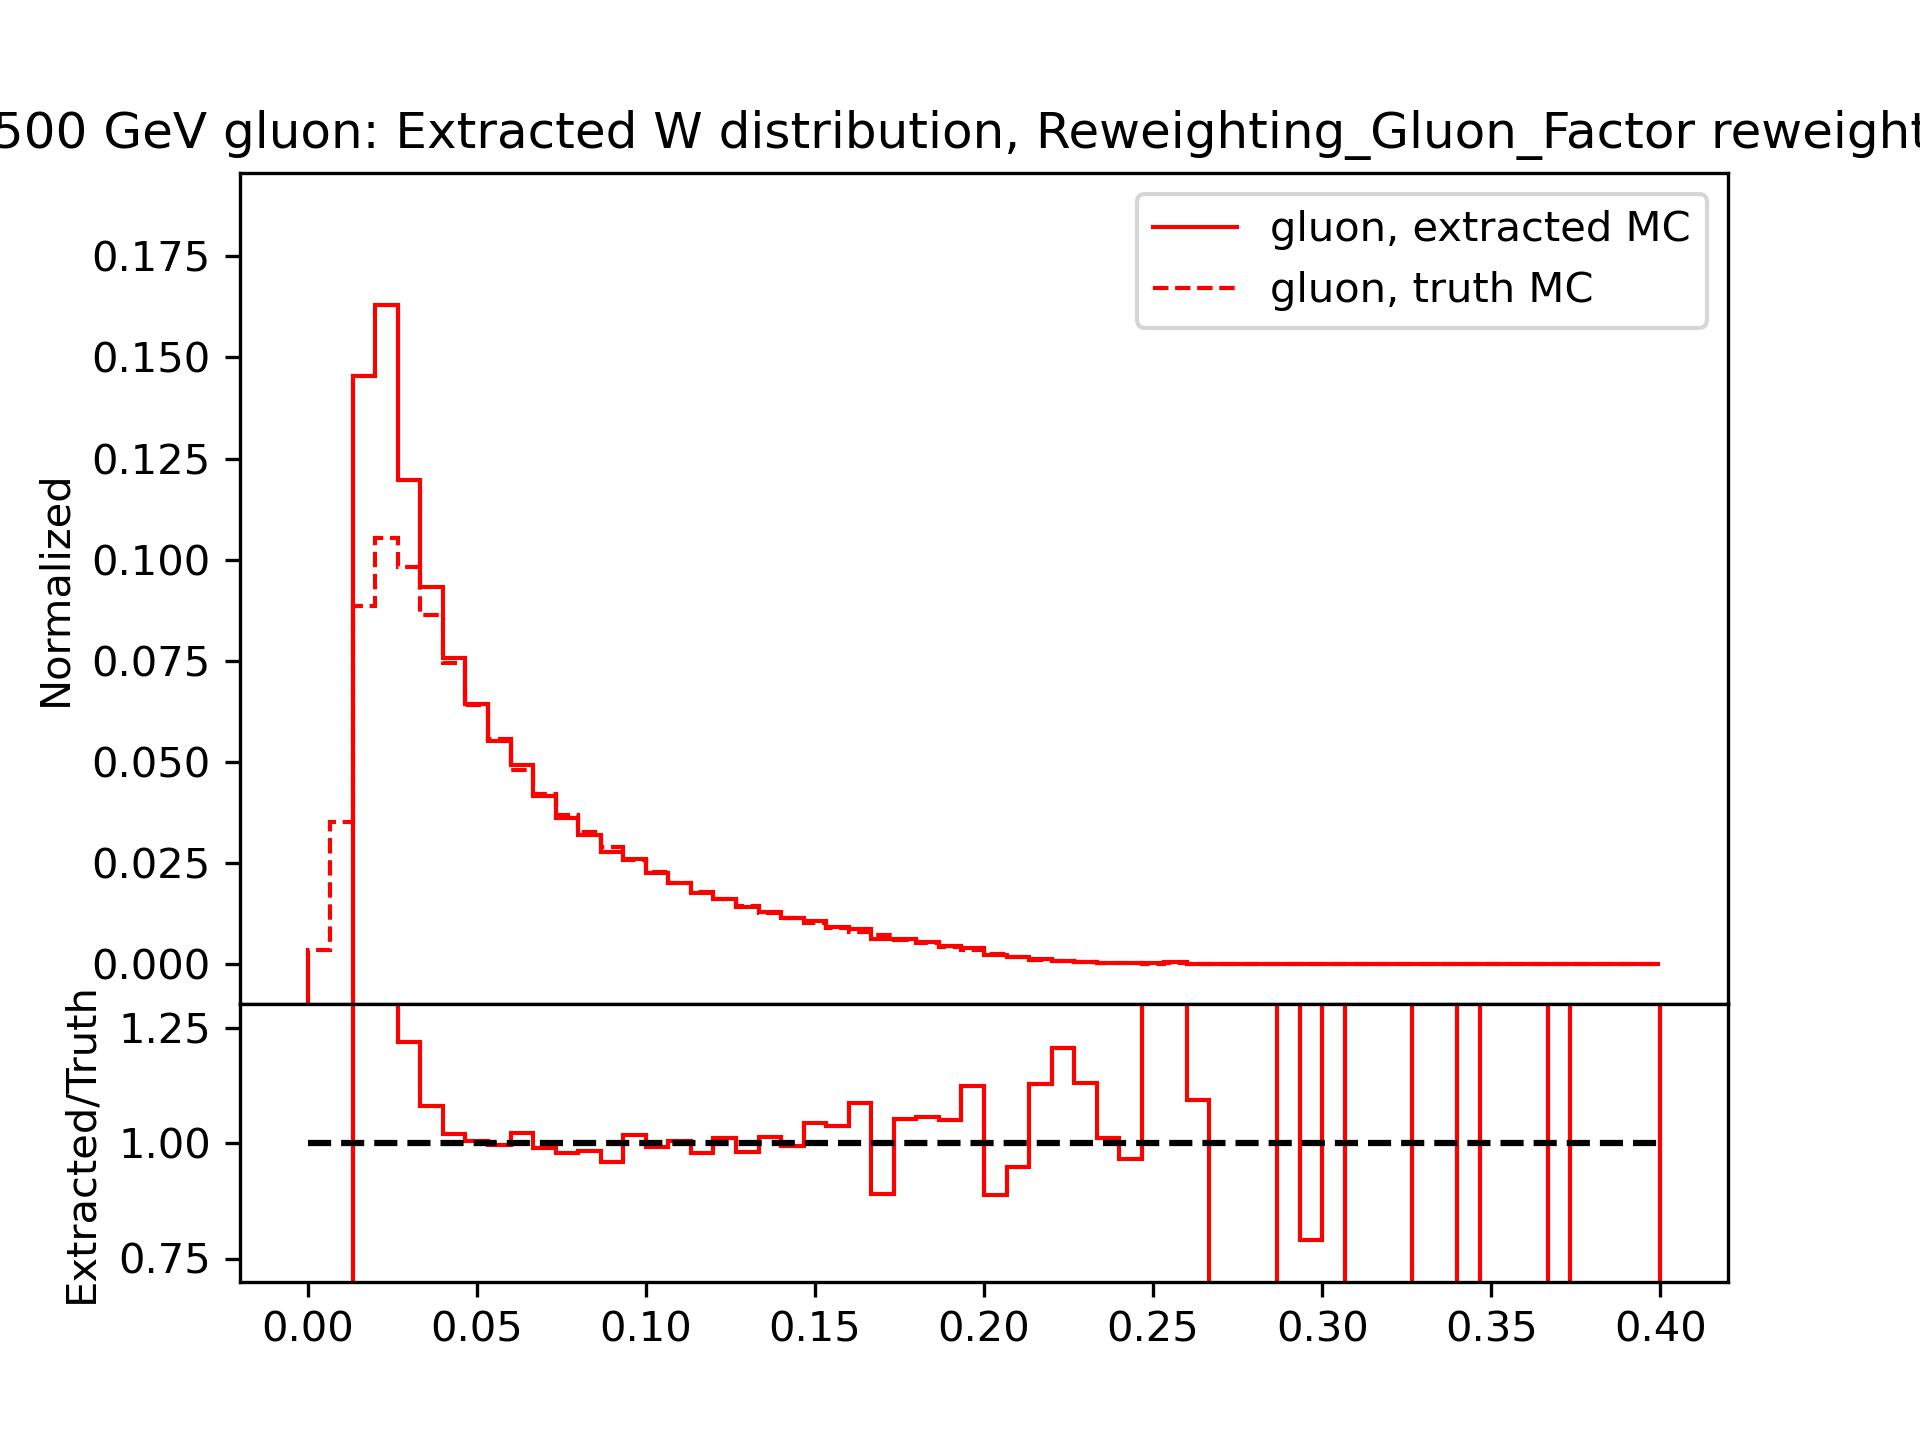 500 GeV gluon: Extracted W distribution, Reweighting_Gluon_Factor reweight
gluon, extracted MC
gluon, truth MC
Normalized
0.175
0.150
0.125
0.100
0.075
0.050
0.025
0.000
Extracted/Truth
1.25
1.00
0.75
0.00 0.05 0.10 0.15 0.20 0.25 0.30 0.35 0.40